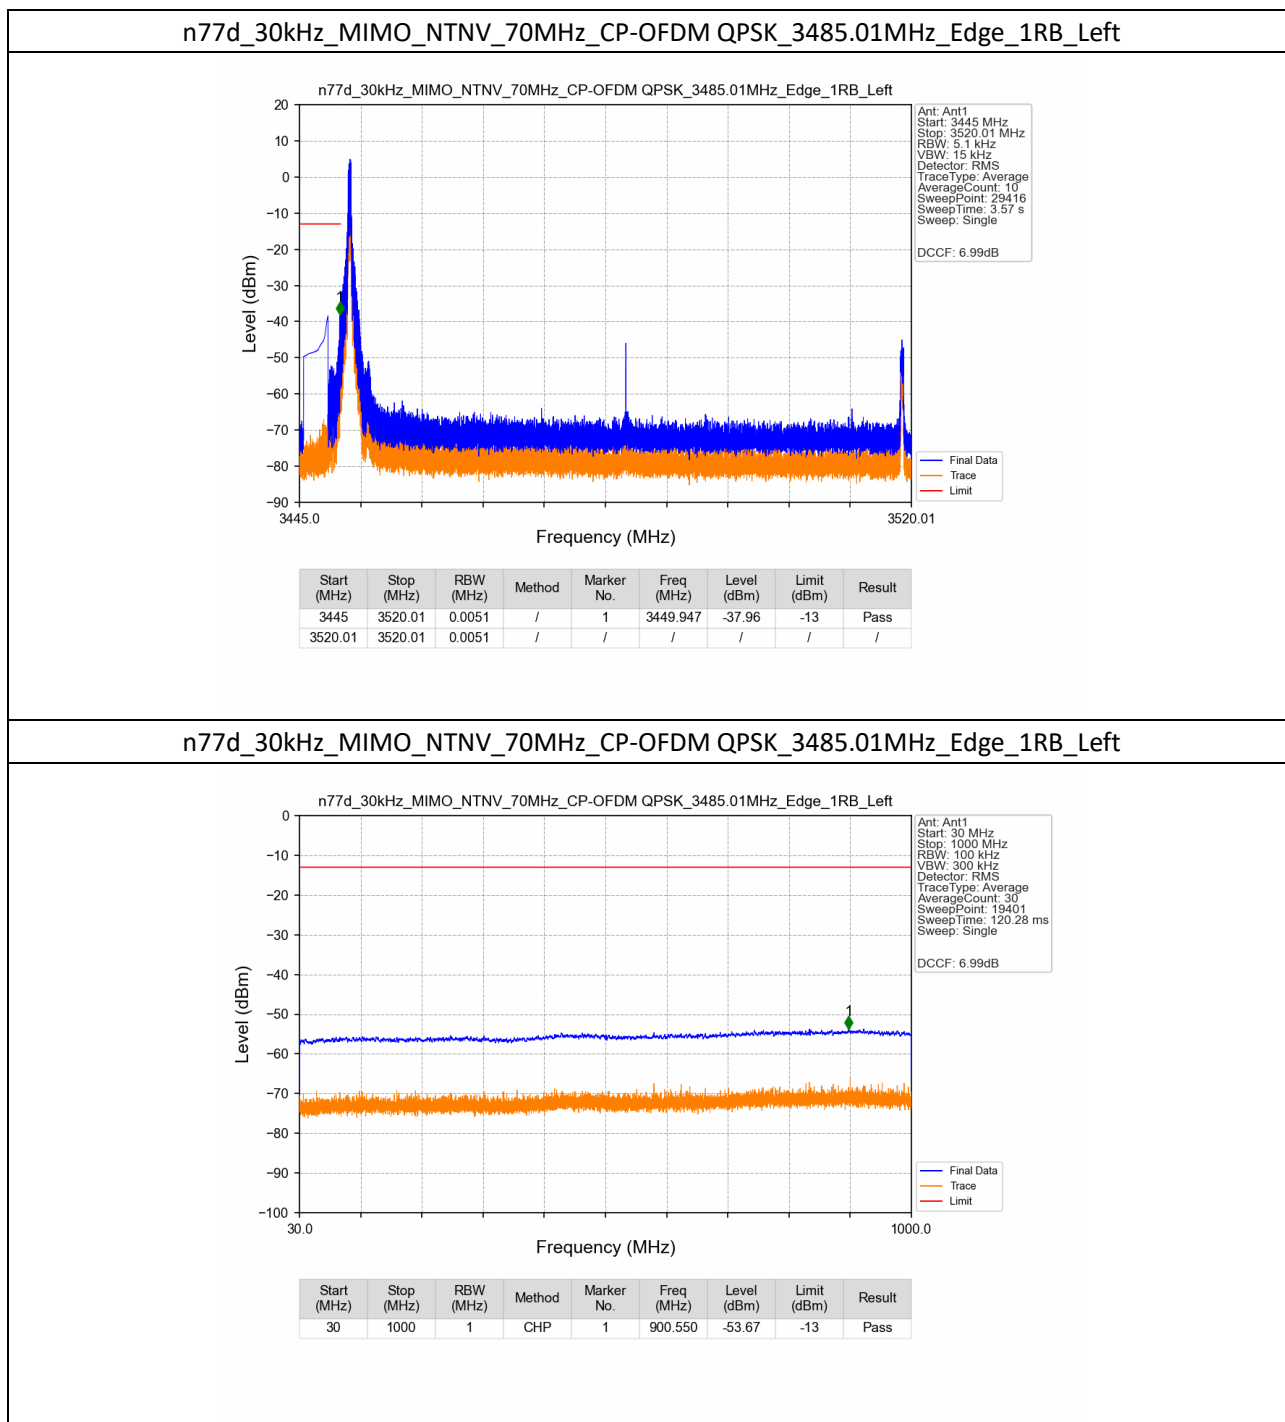 n77d_30kHz_MIMO_NTNV_70MHz_CP-OFDM QPSK_3485.01MHz_Edge_1RB_Left
n77d_30kHz_MIMO_NTNV_70MHz_CP-OFDM QPSK_3485.01MHz_Edge_1RB_Left
20
10
0
−10
−20
−30
−40
−50
−60
−70
−80
−90
Level (dBm)
1
3445.0 3520.01
Frequency (MHz)
Ant: Ant1
Start: 3445 MHz
Stop: 3520.01 MHz
RBW: 5.1 kHz
VBW: 15 kHz
Detector: RMS
TraceType: Average
AverageCount: 10
SweepPoint: 29416
SweepTime: 3.57 s
Sweep: Single
DCCF: 6.99dB
Final Data
Trace
Limit
Start (MHz) Stop (MHz) RBW (MHz) Method Marker No. Freq (MHz) Level (dBm) Limit (dBm) Result
3445 3520.01 0.0051 / 1 3449.947 -37.96 -13 Pass
3520.01 3520.01 0.0051 / / / / / /
n77d_30kHz_MIMO_NTNV_70MHz_CP-OFDM QPSK_3485.01MHz_Edge_1RB_Left
n77d_30kHz_MIMO_NTNV_70MHz_CP-OFDM QPSK_3485.01MHz_Edge_1RB_Left
0
−10
−20
−30
−40
−50
−60
−70
−80
−90
−100
Level (dBm)
1
30.0 1000.0
Frequency (MHz)
Ant: Ant1
Start: 30 MHz
Stop: 1000 MHz
RBW: 100 kHz
VBW: 300 kHz
Detector: RMS
TraceType: Average
AverageCount: 30
SweepPoint: 19401
SweepTime: 120.28 ms
Sweep: Single
DCCF: 6.99dB
Final Data
Trace
Limit
Start (MHz) Stop (MHz) RBW (MHz) Method Marker No. Freq (MHz) Level (dBm) Limit (dBm) Result
30 1000 1 CHP 1 900.550 -53.67 -13 Pass